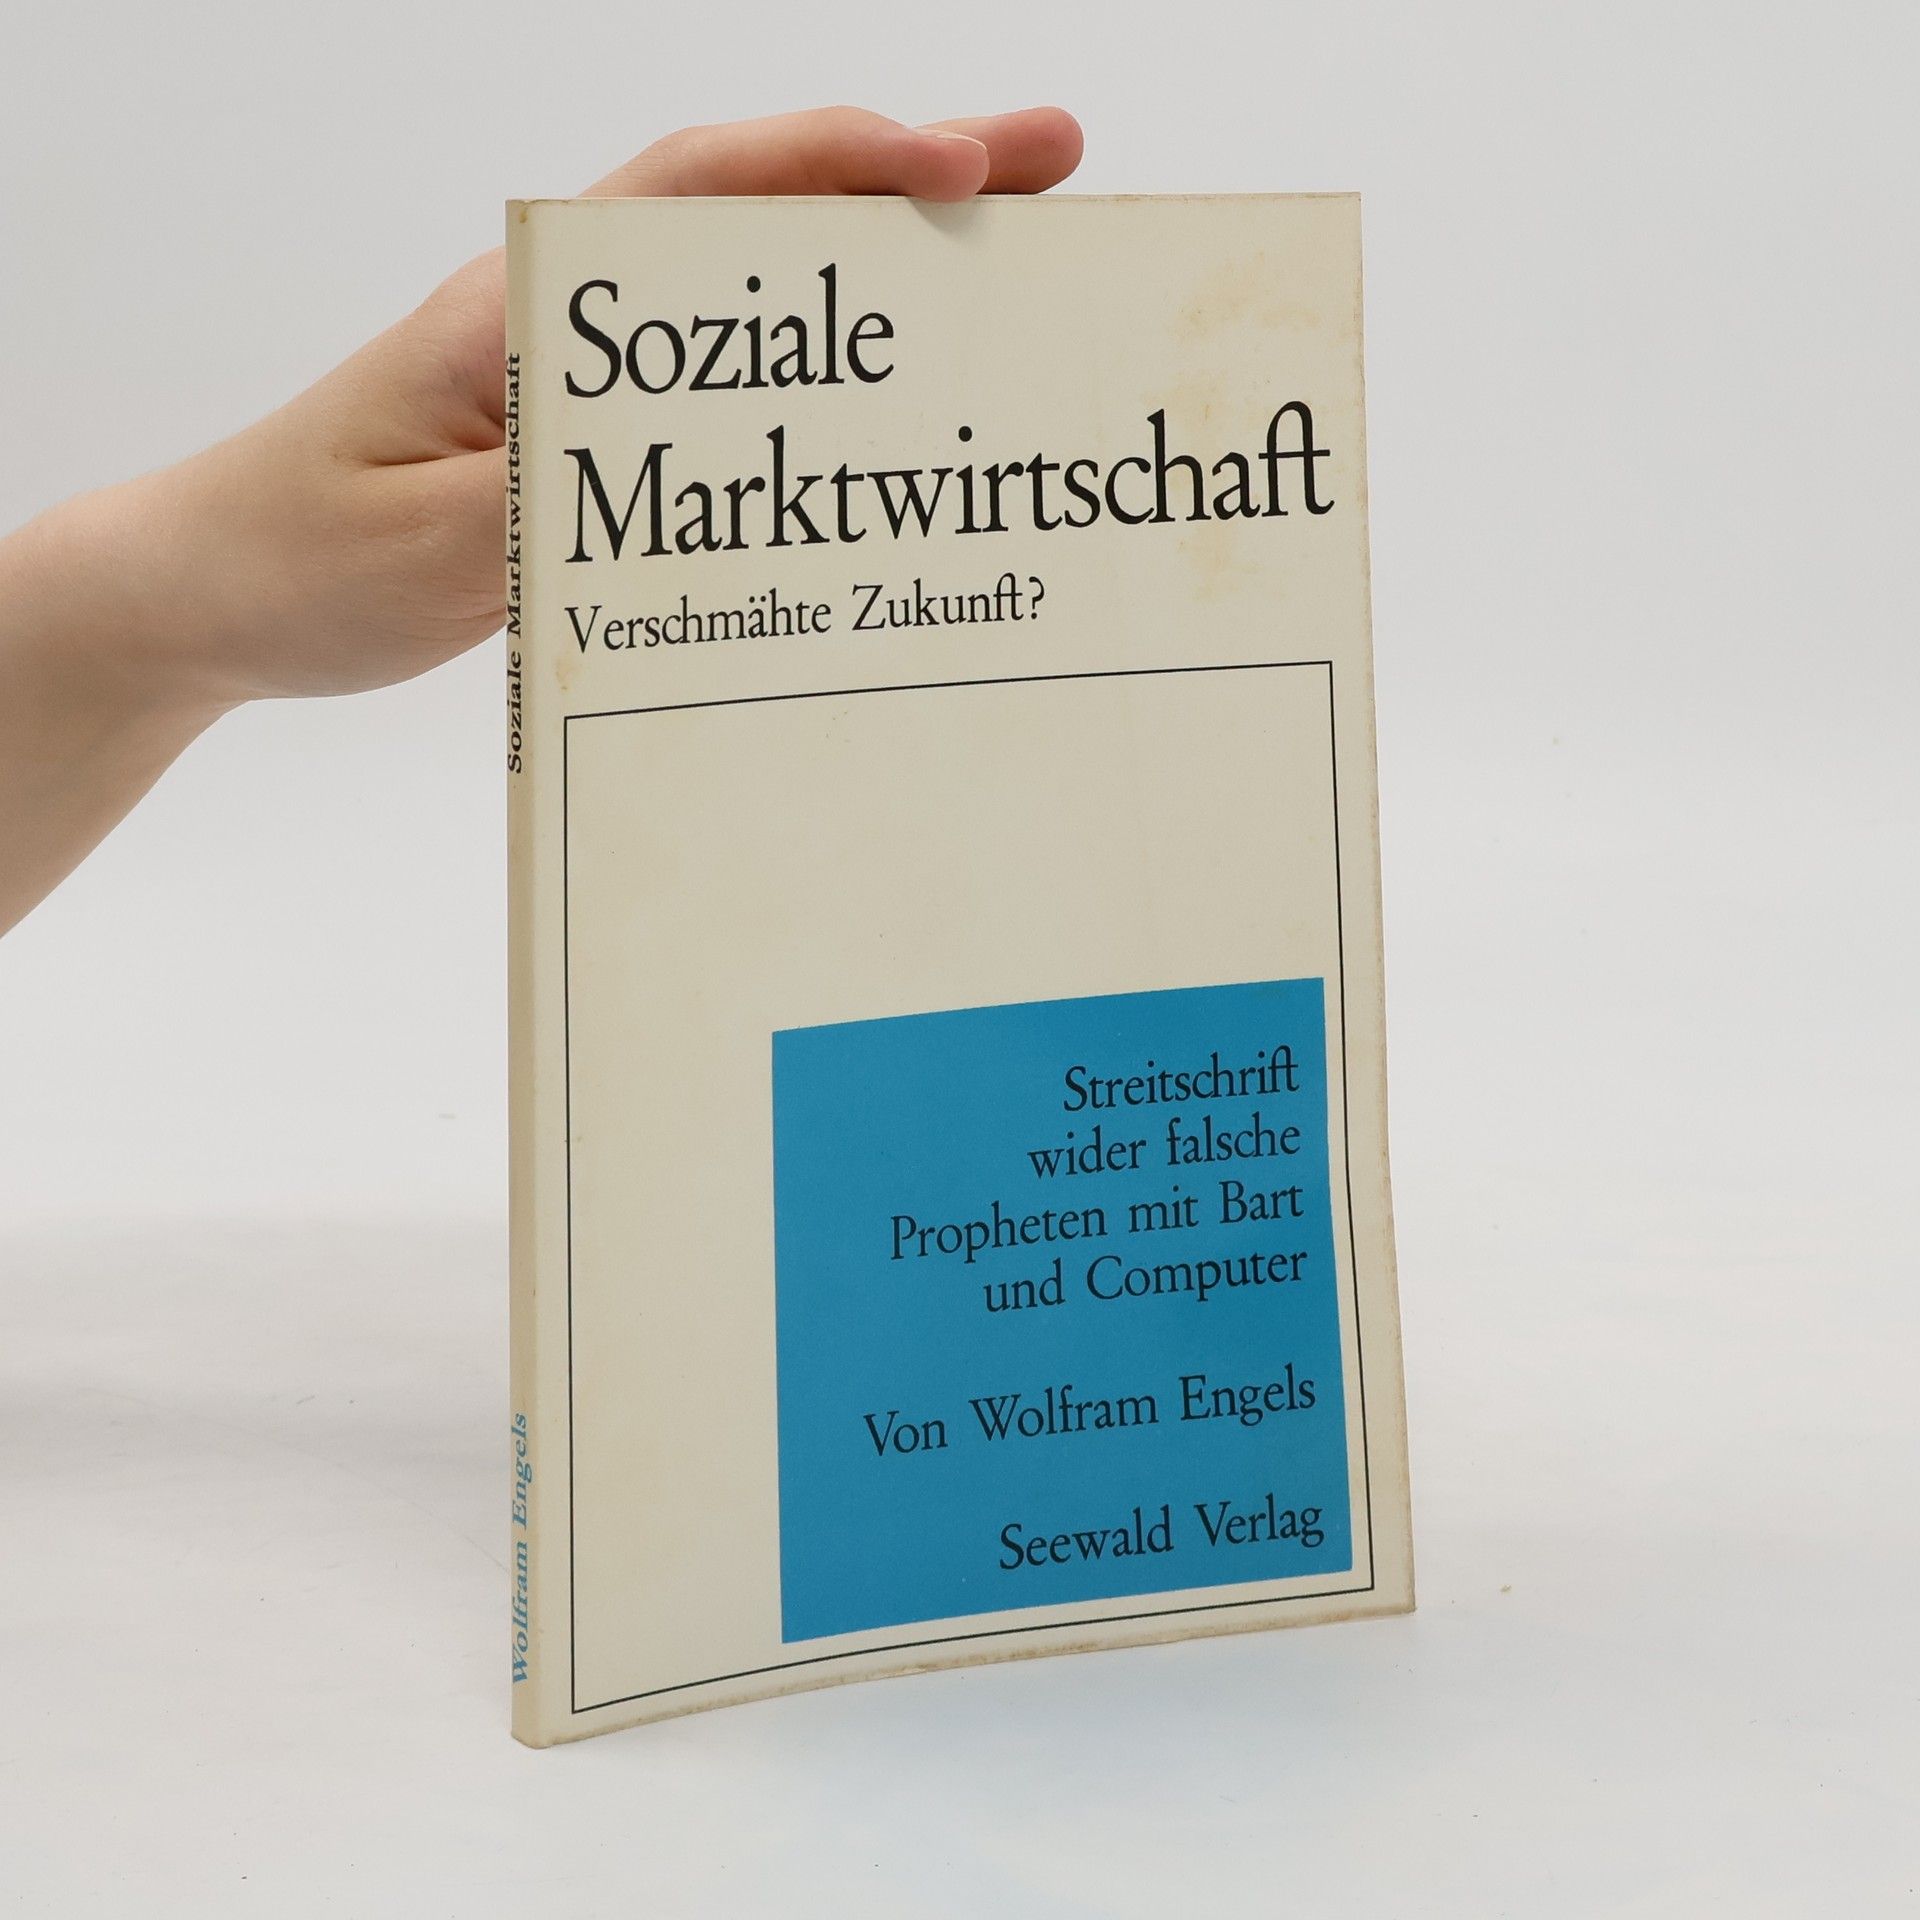 Soziale
Marktwirtschaft
Verschmähte Zukunft?
Streitschrift
wider falsche
Propheten mit Bart
und Computer
Von Wolfram Engels
Seewald Verlag
Soziale Marktwirtschaft
Wolfram Engels